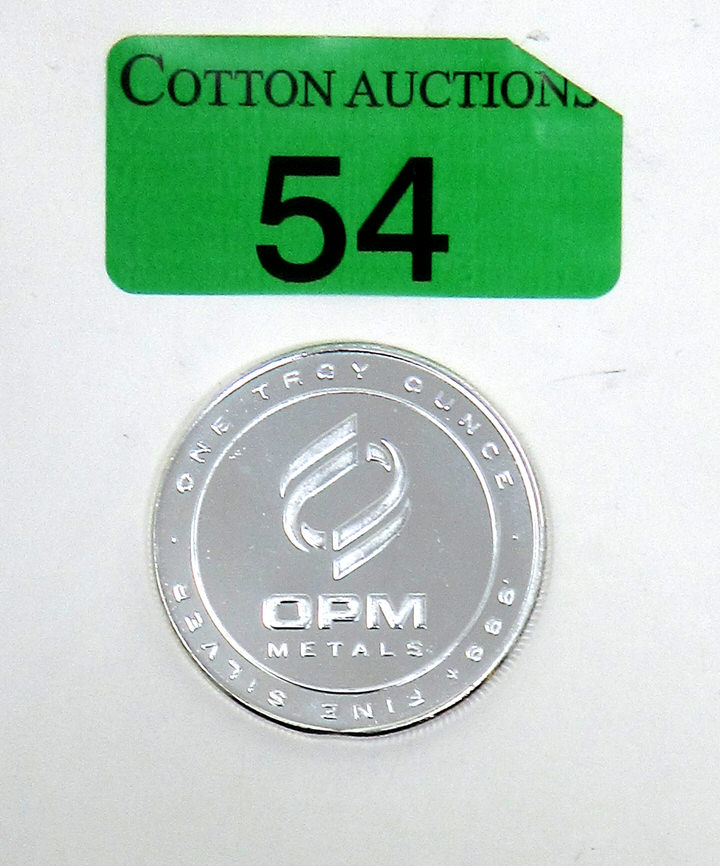 COTTON AUCTIONS
54
· ONE TROY OUNCE ·
OPM
METALS
.999+ FINE SILVER